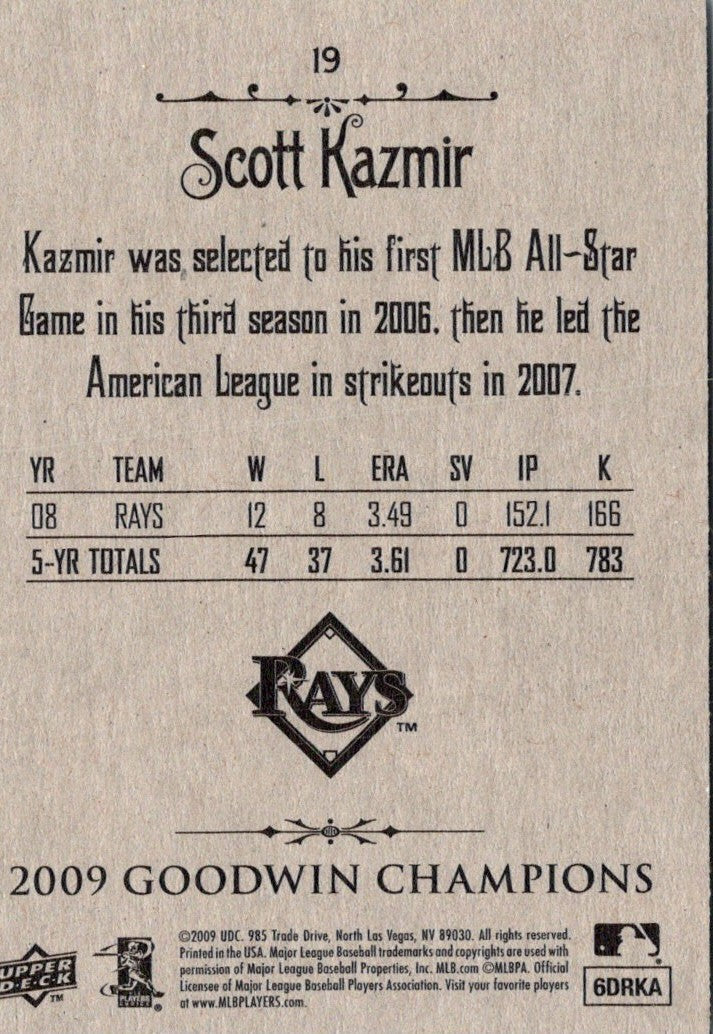 19
Scott Kazmir
Kazmir was selected to his first MLB All-Star
Game in his third season in 2006, then he led the
American League in strikeouts in 2007.
YR TEAM W L ERA SV IP K
08 RAYS 12 8 3.49 0 152.1 166
5-YR TOTALS 47 37 3.61 0 723.0 783
RAYS TM
2009 GOODWIN CHAMPIONS
©2009 UDC. 985 Trade Drive, North Las Vegas, NV 89030. All rights reserved.
Printed in the USA. Major League Baseball trademarks and copyrights are used with
permission of Major League Baseball Properties, Inc. MLB.com ©MLBPA. Official
Licensee of Major League Baseball Players Association. Visit your favorite players
at www.MLBPLAYERS.com.
UPPER
DECK TM
PLAYERS
CHOICE ®
6DRKA